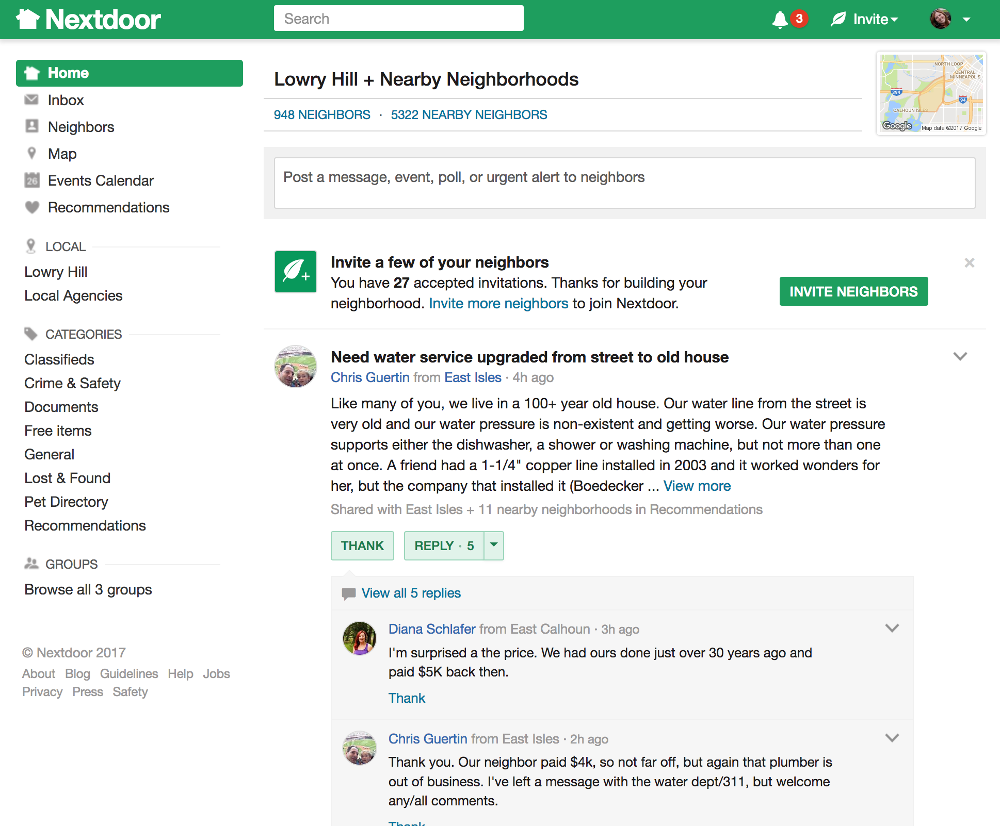 Nextdoor
Search
3
Invite
Home
Inbox
Neighbors
Map
26
Events Calendar
Recommendations
LOCAL
Lowry Hill
Local Agencies
CATEGORIES
Classifieds
Crime & Safety
Documents
Free items
General
Lost & Found
Pet Directory
Recommendations
GROUPS
Browse all 3 groups
© Nextdoor 2017
About Blog Guidelines Help Jobs
Privacy Press Safety
Lowry Hill + Nearby Neighborhoods
948 NEIGHBORS · 5322 NEARBY NEIGHBORS
NORTH LOOP
CENTRAL
MINNEAPOLIS
394
94
CALHOUN ISLES
Google
Map data ©2017 Google
Post a message, event, poll, or urgent alert to neighbors
Invite a few of your neighbors
You have 27 accepted invitations. Thanks for building your
neighborhood. Invite more neighbors to join Nextdoor.
INVITE NEIGHBORS
Need water service upgraded from street to old house
Chris Guertin from East Isles · 4h ago
Like many of you, we live in a 100+ year old house. Our water line from the street is
very old and our water pressure is non-existent and getting worse. Our water pressure
supports either the dishwasher, a shower or washing machine, but not more than one
at once. A friend had a 1-1/4" copper line installed in 2003 and it worked wonders for
her, but the company that installed it (Boedecker ... View more
Shared with East Isles + 11 nearby neighborhoods in Recommendations
THANK
REPLY · 5
View all 5 replies
Diana Schlafer from East Calhoun · 3h ago
I'm surprised a the price. We had ours done just over 30 years ago and
paid $5K back then.
Thank
Chris Guertin from East Isles · 2h ago
Thank you. Our neighbor paid $4k, so not far off, but again that plumber is
out of business. I've left a message with the water dept/311, but welcome
any/all comments.
Thank